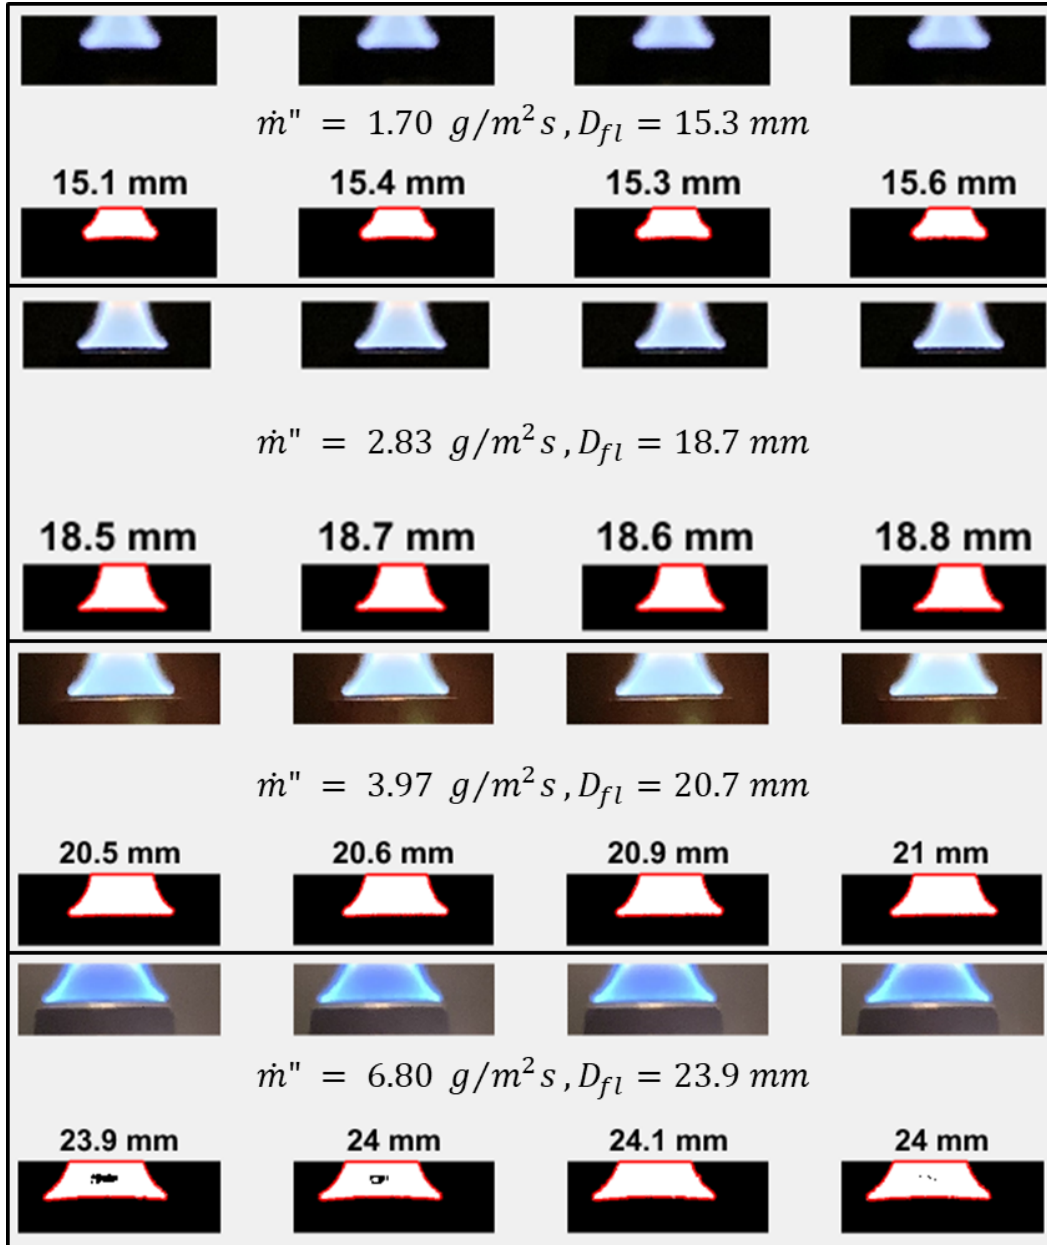 ṁ" = 1.70 g/m²s, D_fl = 15.3 mm
15.1 mm 15.4 mm 15.3 mm 15.6 mm
ṁ" = 2.83 g/m²s, D_fl = 18.7 mm
18.5 mm 18.7 mm 18.6 mm 18.8 mm
ṁ" = 3.97 g/m²s, D_fl = 20.7 mm
20.5 mm 20.6 mm 20.9 mm 21 mm
ṁ" = 6.80 g/m²s, D_fl = 23.9 mm
23.9 mm 24 mm 24.1 mm 24 mm